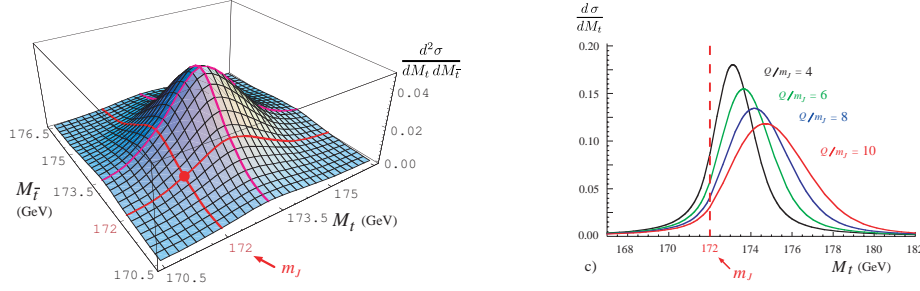 d²σ
dM_t dM_t̄
0.04
0.02
0.00
176.5
175
173.5
172
170.5
M_t̄
(GeV)
170.5
172
173.5
175
M_t (GeV)
m_J
dσ
dM_t
0.20
0.15
0.10
0.05
0.00
Q/m_J = 4
Q/m_J = 6
Q/m_J = 8
Q/m_J = 10
168 170 172 174 176 178 180 182
c)
M_t (GeV)
m_J